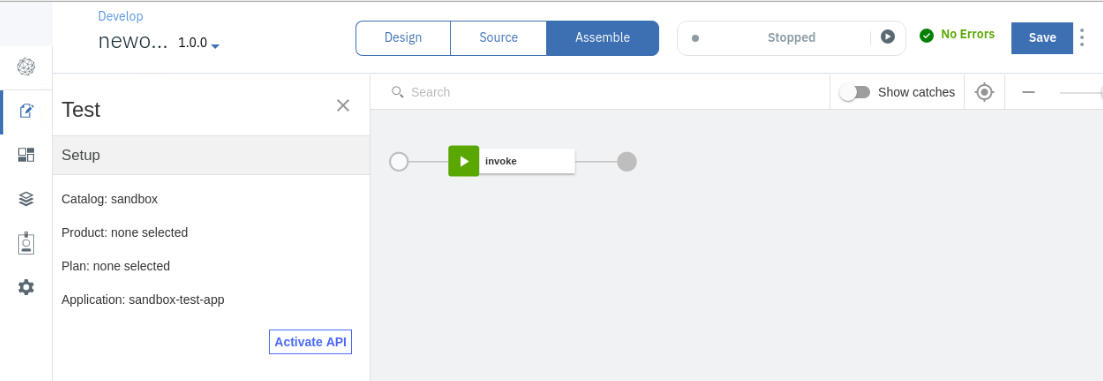 Develop
newo... 1.0.0
Design Source Assemble
Stopped
No Errors
Save
Test
Search
Show catches
Setup
invoke
Catalog: sandbox
Product: none selected
Plan: none selected
Application: sandbox-test-app
Activate API